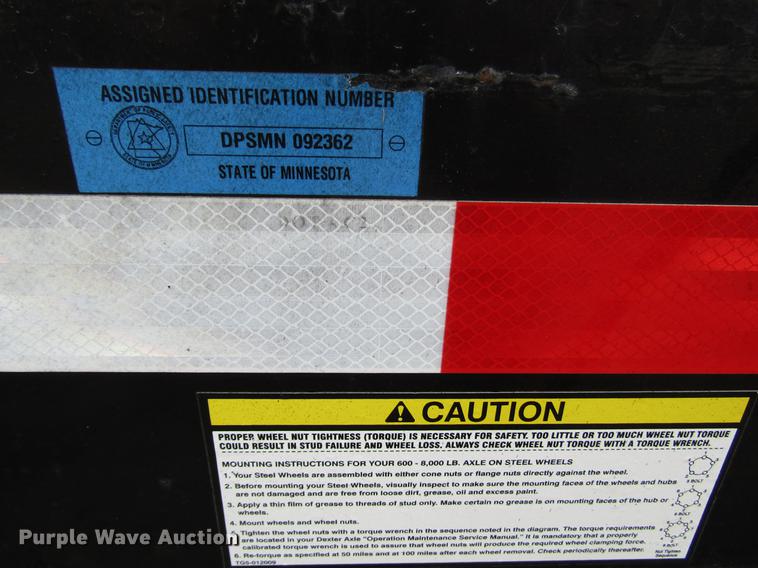 ASSIGNED IDENTIFICATION NUMBER
DPSMN 092362
STATE OF MINNESOTA
CAUTION
PROPER WHEEL NUT TIGHTNESS (TORQUE) IS NECESSARY FOR SAFETY. TOO LITTLE OR TOO MUCH WHEEL NUT TORQUE
COULD RESULT IN STUD FAILURE AND WHEEL LOSS. ALWAYS CHECK WHEEL NUT TORQUE WITH A TORQUE WRENCH.
MOUNTING INSTRUCTIONS FOR YOUR 600 - 8,000 LB. AXLE ON STEEL WHEELS
1. Your Steel Wheels are assembled with either cone nuts or flange nuts directly against the wheel.
2. Before mounting your Steel Wheels, visually inspect to make sure the mounting faces of the wheels and hubs
are not damaged and are free from loose dirt, grease, oil and excess paint.
3. Apply a thin film of grease to threads of stud only. Make certain no grease is on mounting faces of the hub or
wheels.
4. Mount wheels and wheel nuts.
5. Tighten the wheel nuts with a torque wrench in the sequence noted in the diagram. The torque requirements
are located in your Dexter Axle "Operation Maintenance Service Manual." It is mandatory that a properly
calibrated torque wrench is used to assure that wheel nuts will produce the required wheel clamping force.
6. Re-torque as specified at 50 miles and at 100 miles after each wheel removal. Check periodically thereafter.
TGS-012009
5 BOLT
6 BOLT
8 BOLT
Nut Tighten
Sequence
Purple Wave Auction